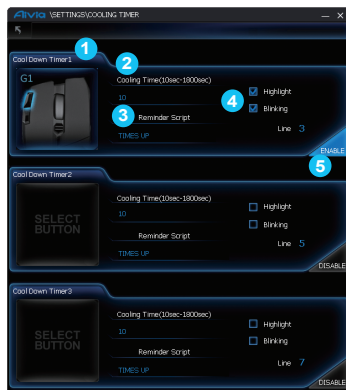 Aivia \SETTINGS\COOLING TIMER
1
Cool Down Timer1
G1
2
Cooling Time(10sec-1800sec)
10
3
Reminder Script
TIMES UP
4
Highlight
Blinking
Line 3
ENABLE
5
Cool Down Timer2
SELECT
BUTTON
Cooling Time(10sec-1800sec)
10
Reminder Script
TIMES UP
Highlight
Blinking
Line 5
DISABLE
Cool Down Timer3
SELECT
BUTTON
Cooling Time(10sec-1800sec)
10
Reminder Script
TIMES UP
Highlight
Blinking
Line 7
DISABLE